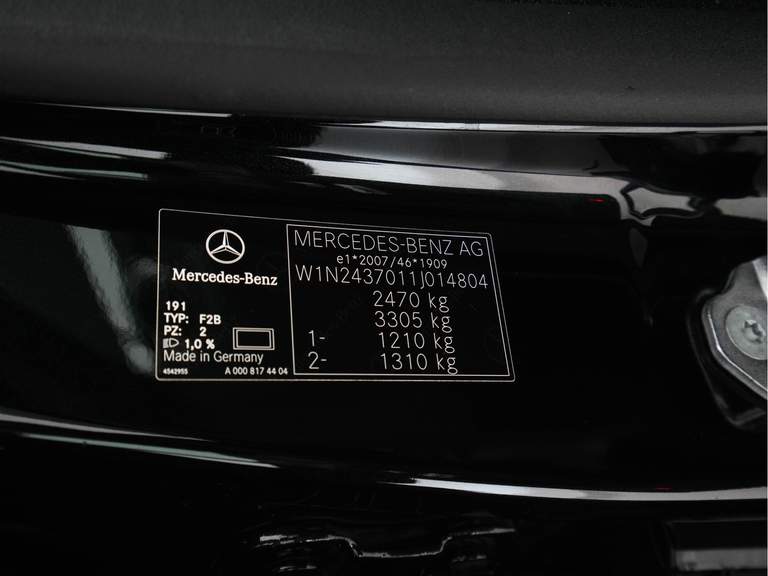 Mercedes-Benz
191
TYP: F2B
PZ: 2
1,0 %
Made in Germany
4542955
A 000 817 44 04
MERCEDES-BENZ AG
e1*2007/46*1909
W1N2437011J014804
2470 kg
3305 kg
1- 1210 kg
2- 1310 kg